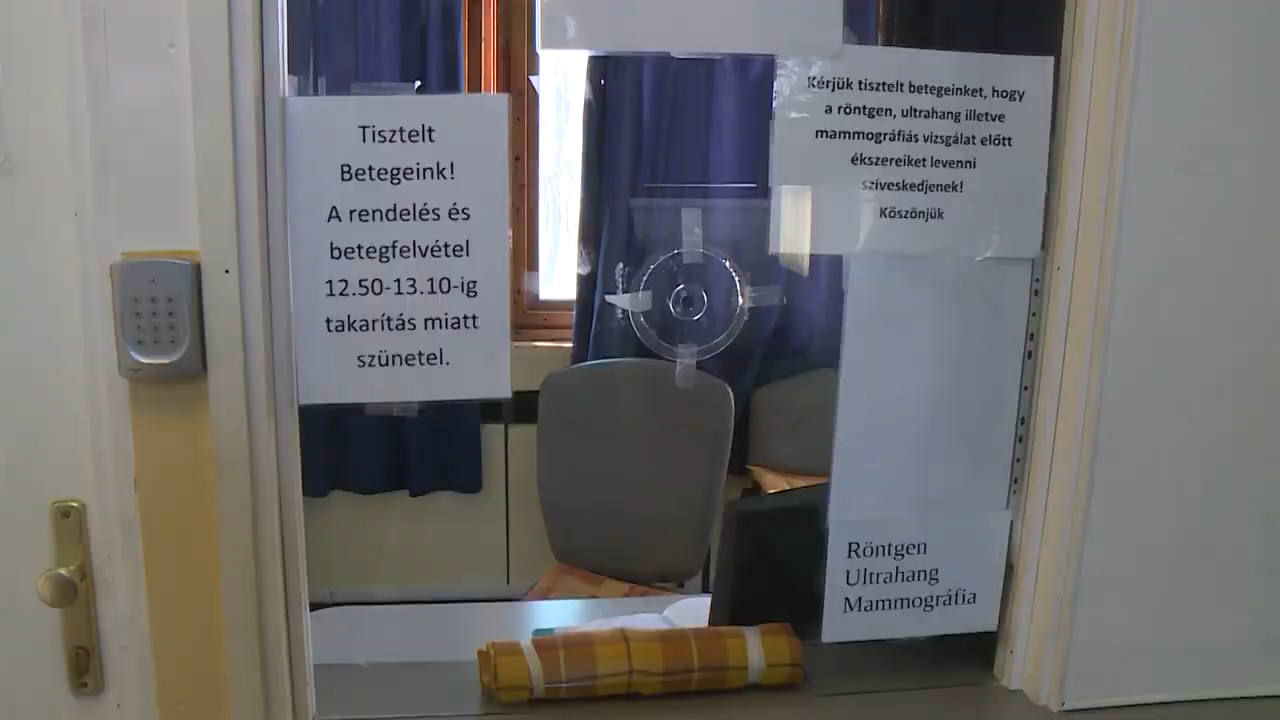 Tisztelt
Betegeink!
A rendelés és
betegfelvétel
12.50-13.10-ig
takarítás miatt
szünetel.
Kérjük tisztelt betegeinket, hogy
a röntgen, ultrahang illetve
mammográfiás vizsgálat előtt
ékszereiket levenni
szíveskedjenek!
Köszönjük
Röntgen
Ultrahang
Mammográfia